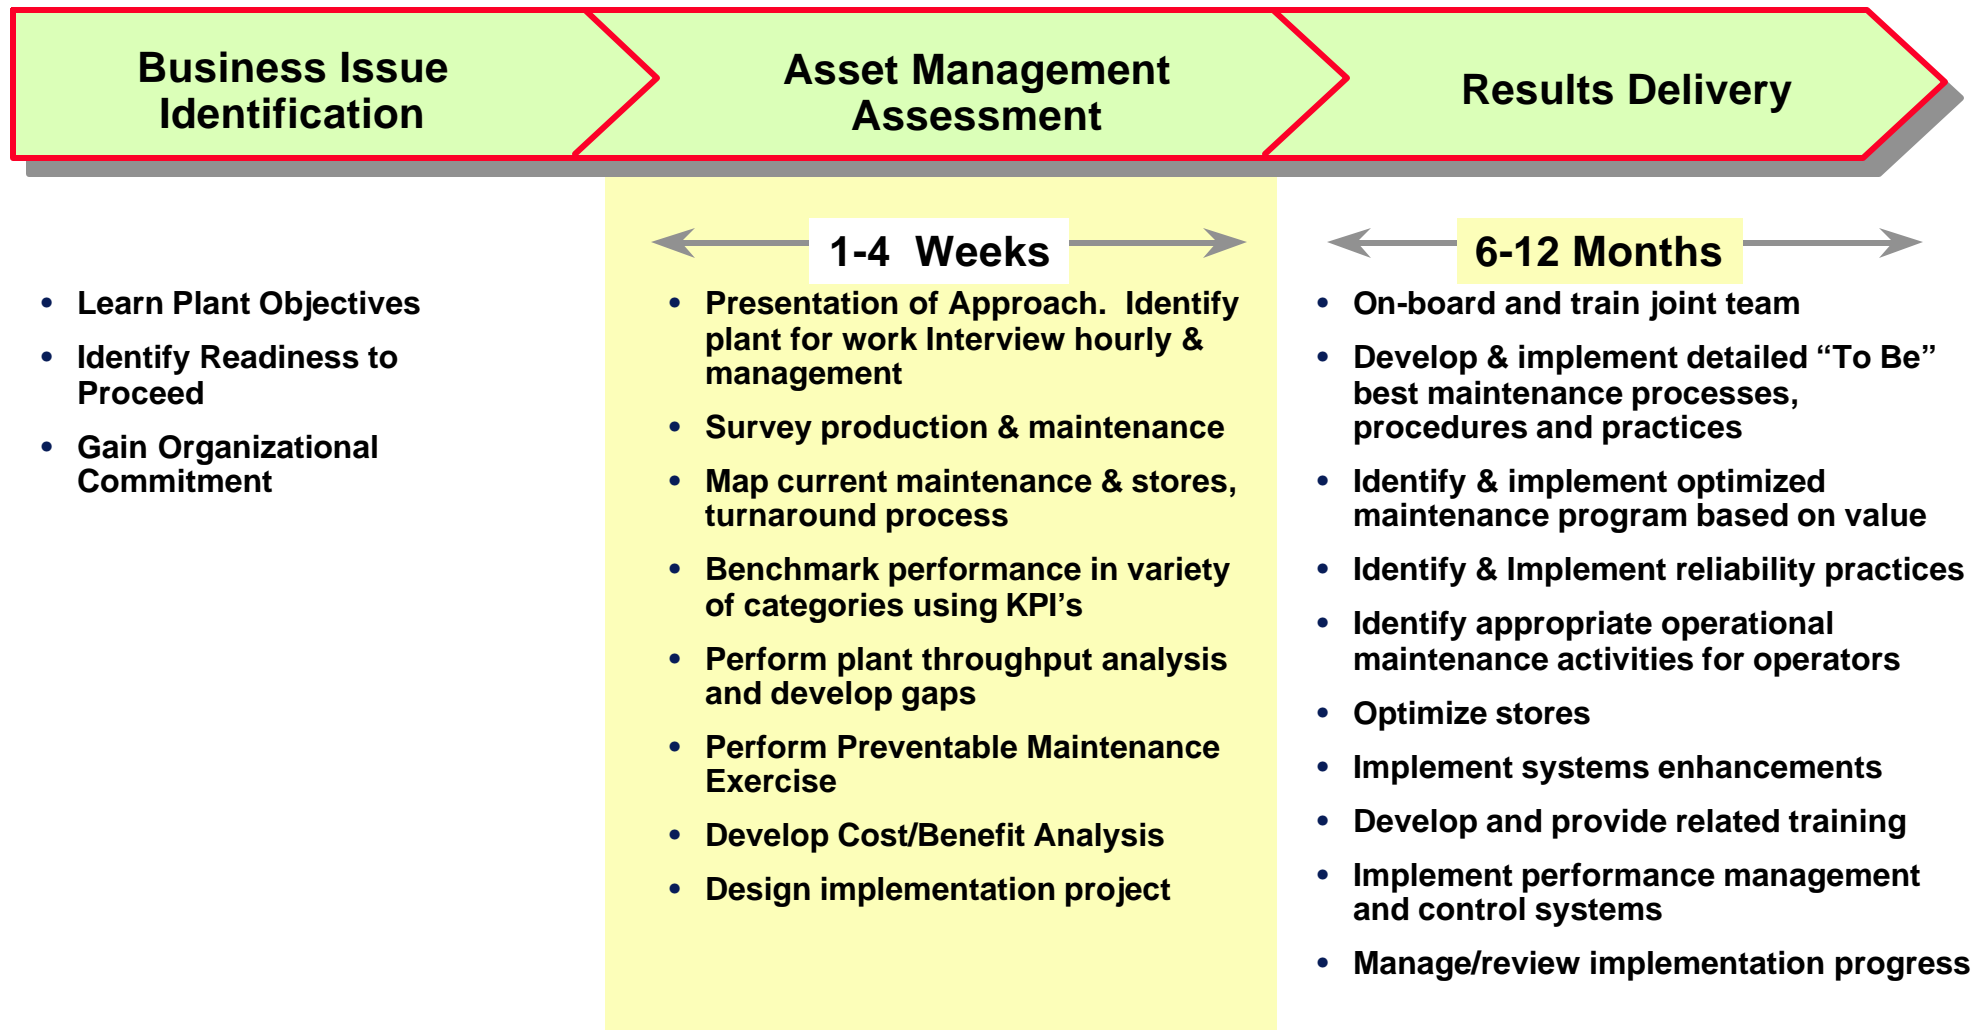 Business Issue
Identification
Asset Management
Assessment
Results Delivery
• Learn Plant Objectives
• Identify Readiness to
Proceed
• Gain Organizational
Commitment
1-4  Weeks
• Presentation of Approach.  Identify
plant for work Interview hourly &
management
• Survey production & maintenance
• Map current maintenance & stores,
turnaround process
• Benchmark performance in variety
of categories using KPI’s
• Perform plant throughput analysis
and develop gaps
• Perform Preventable Maintenance
Exercise
• Develop Cost/Benefit Analysis
• Design implementation project
6-12 Months
• On-board and train joint team
• Develop & implement detailed “To Be”
best maintenance processes,
procedures and practices
• Identify & implement optimized
maintenance program based on value
• Identify & Implement reliability practices
• Identify appropriate operational
maintenance activities for operators
• Optimize stores
• Implement systems enhancements
• Develop and provide related training
• Implement performance management
and control systems
• Manage/review implementation progress